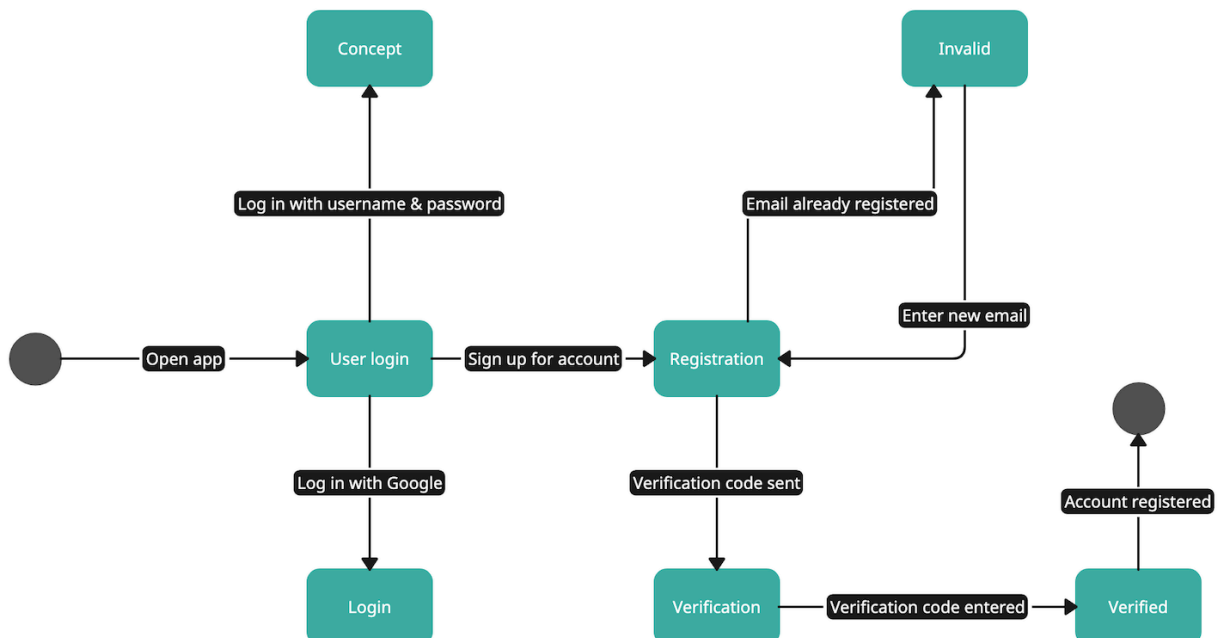 Concept
Invalid
Log in with username & password
Email already registered
Enter new email
Open app
User login
Sign up for account
Registration
Log in with Google
Verification code sent
Account registered
Login
Verification
Verification code entered
Verified